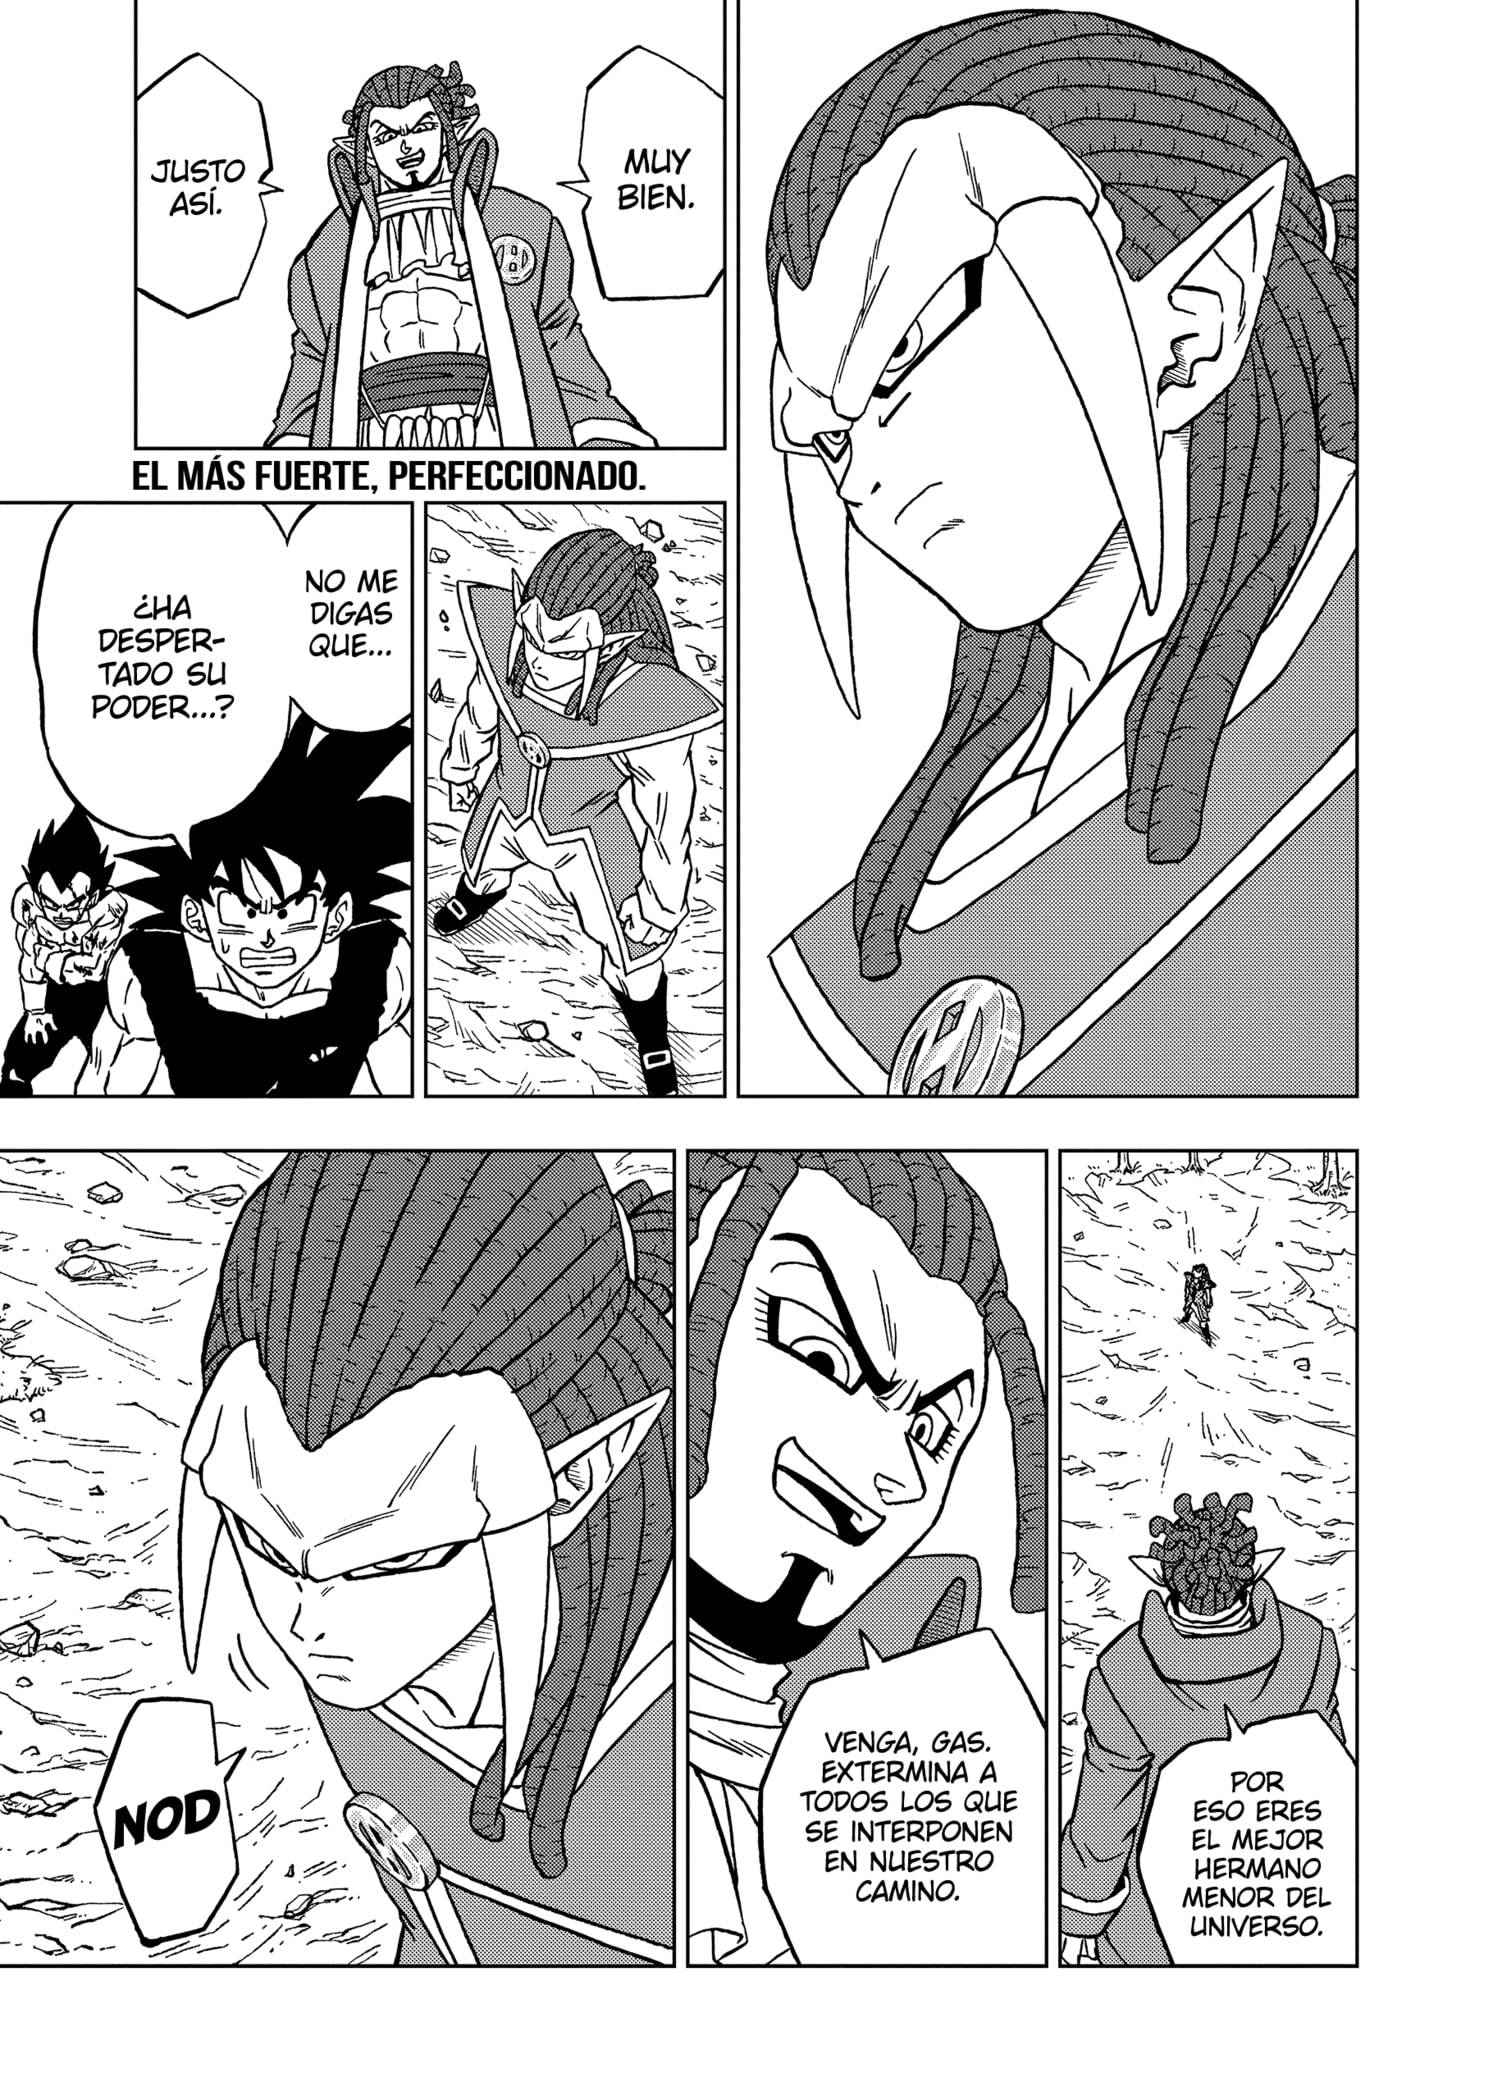 MUY
BIEN.
JUSTO
ASÍ.
EL MÁS FUERTE, PERFECCIONADO.
NO ME
DIGAS
QUE...
¿HA
DESPER-
TADO SU
PODER...?
POR
ESO ERES
EL MEJOR
HERMANO
MENOR DEL
UNIVERSO.
VENGA, GAS.
EXTERMINA A
TODOS LOS QUE
SE INTERPONEN
EN NUESTRO
CAMINO.
NOD